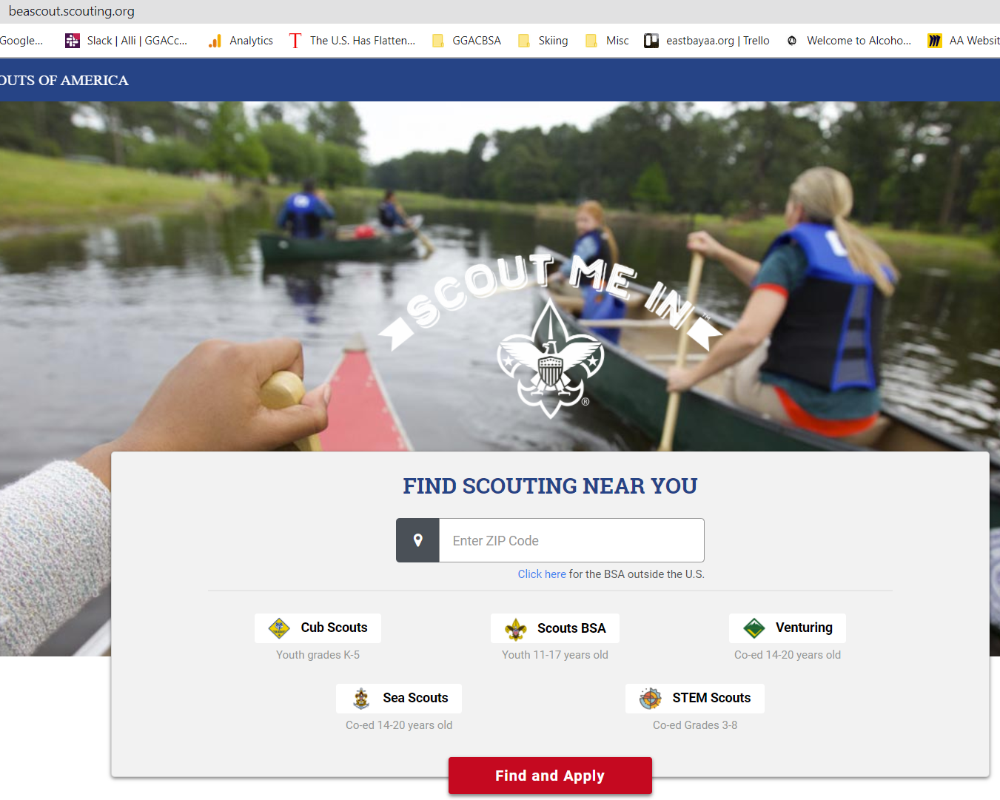 beascout.scouting.org
Google... Slack | Alli | GGACc... Analytics The U.S. Has Flatten... GGACBSA Skiing Misc eastbayaa.org | Trello Welcome to Alcoho... AA Websit
OUTS OF AMERICA
SCOUT ME IN™
®
FIND SCOUTING NEAR YOU
Enter ZIP Code
Click here for the BSA outside the U.S.
Cub Scouts Scouts BSA Venturing
Youth grades K-5 Youth 11-17 years old Co-ed 14-20 years old
Sea Scouts STEM Scouts
Co-ed 14-20 years old Co-ed Grades 3-8
Find and Apply